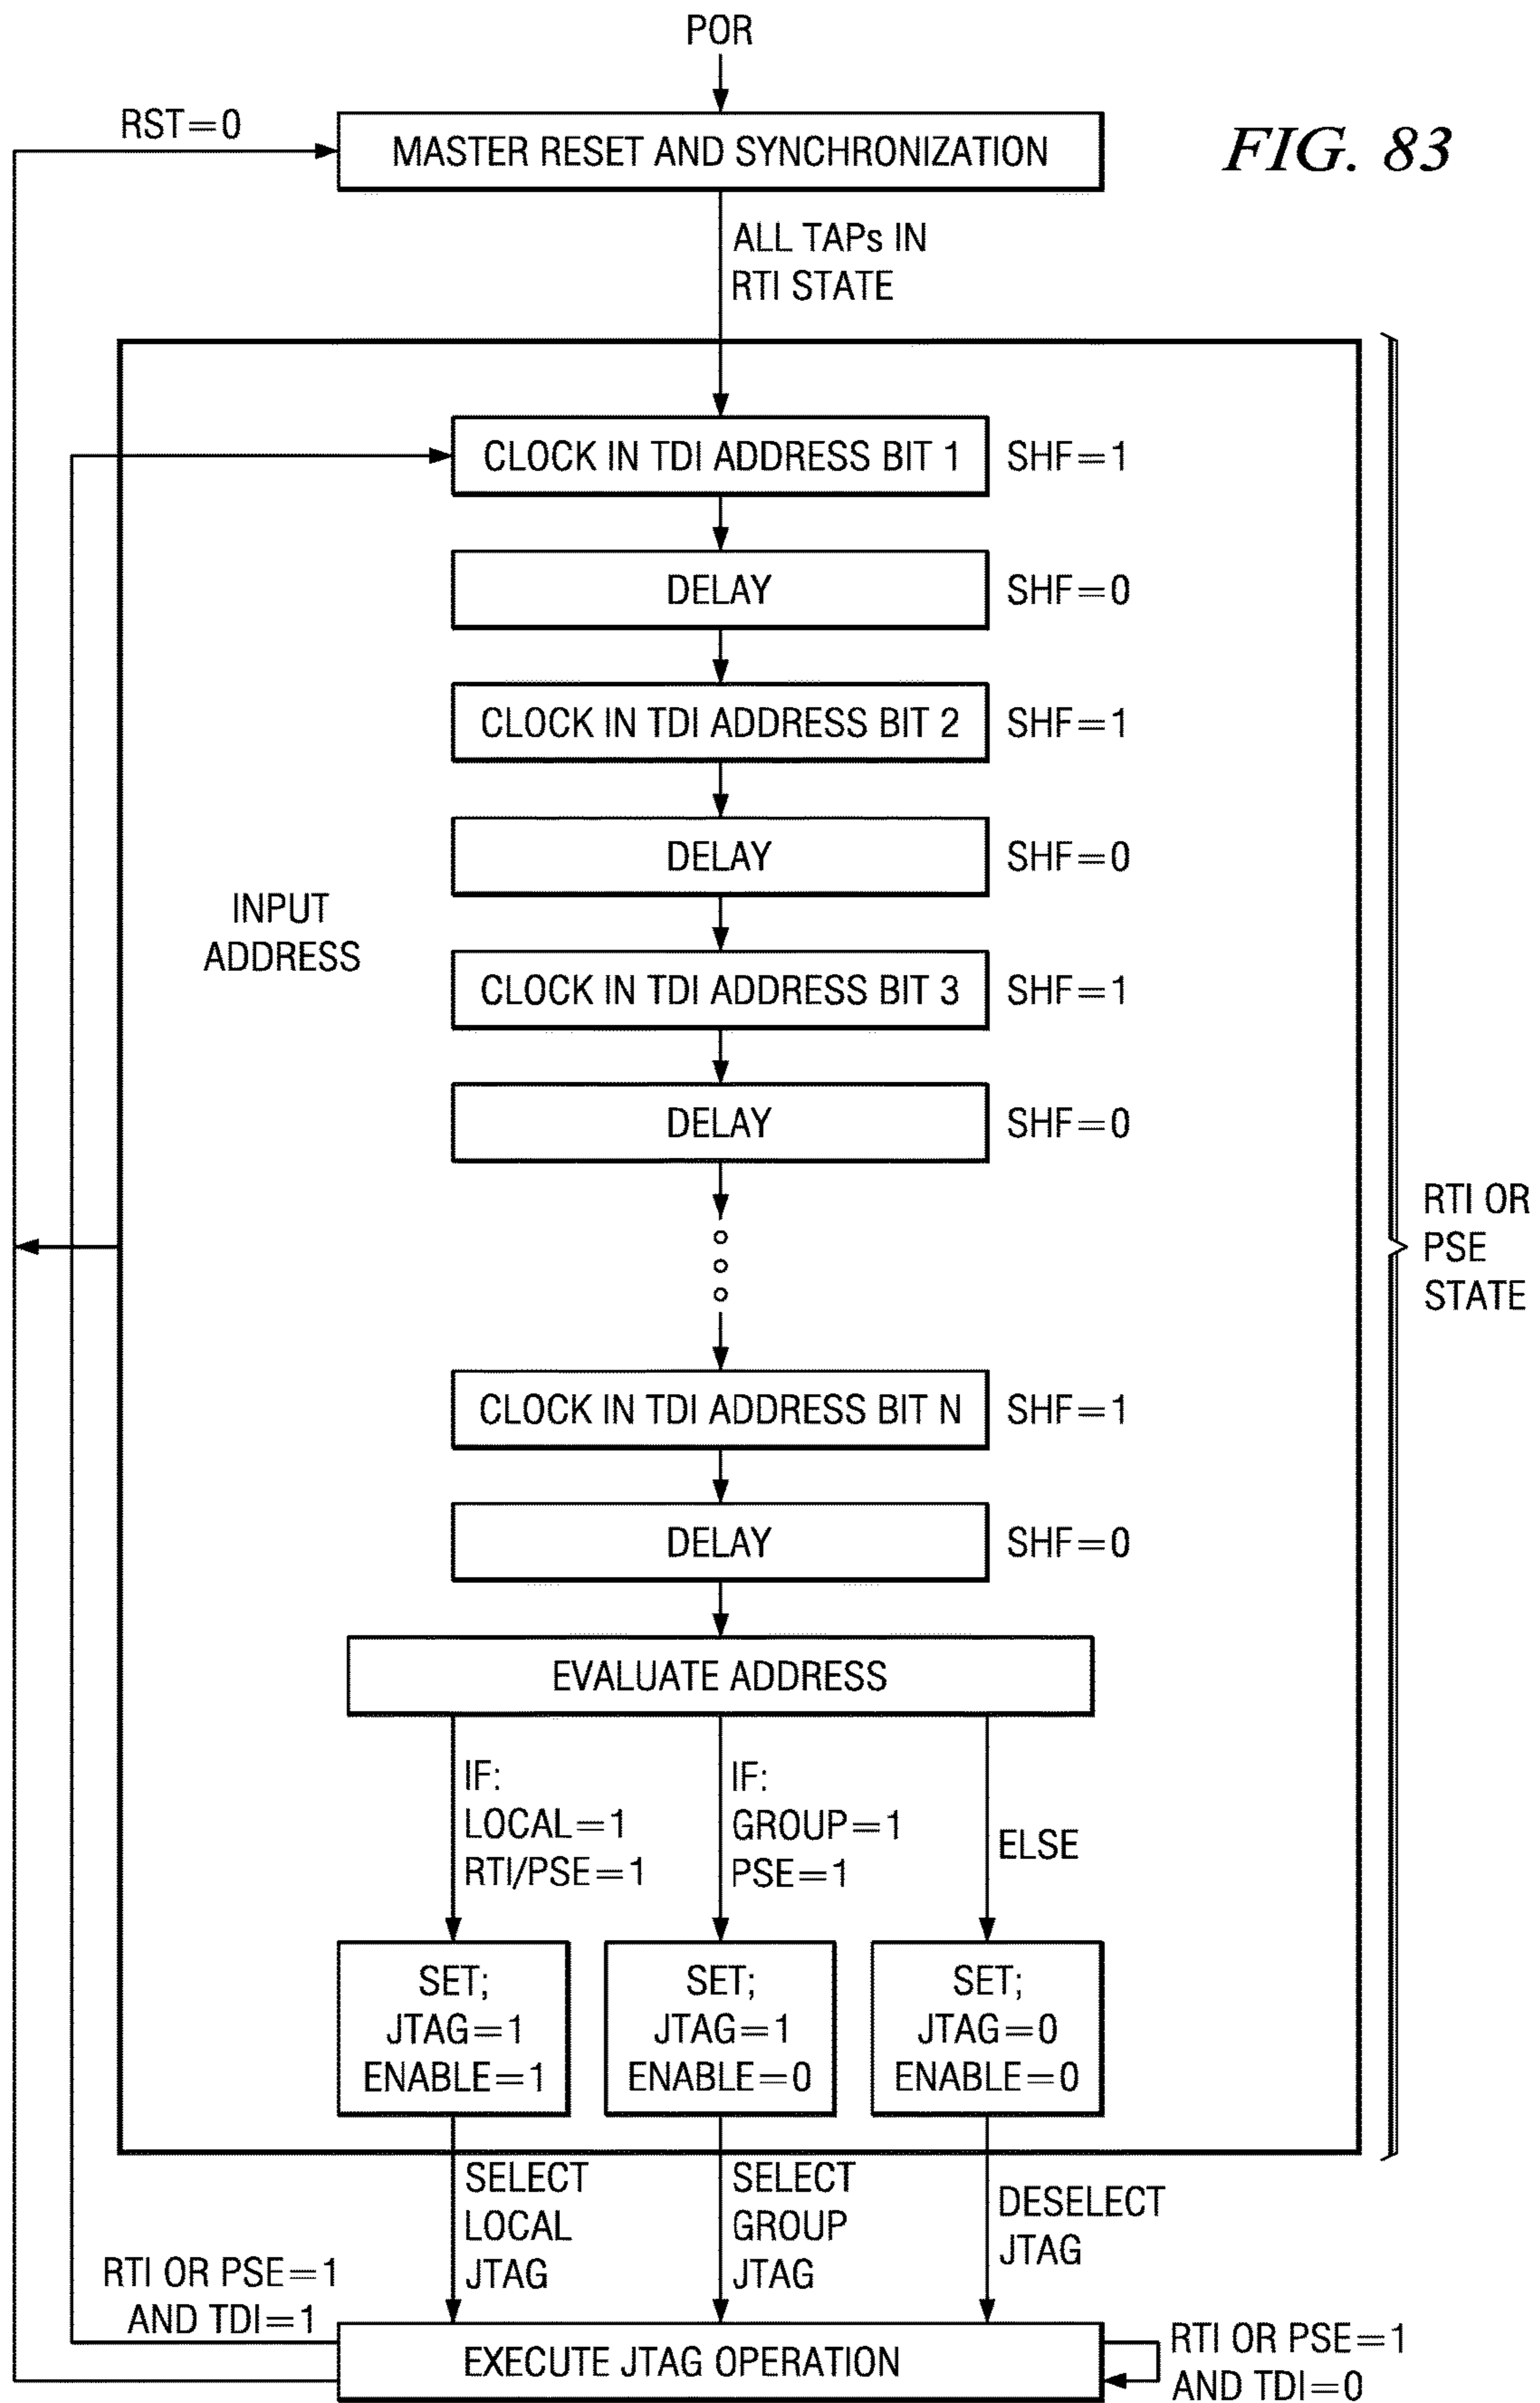 POR
RST=0
MASTER RESET AND SYNCHRONIZATION
FIG. 83
ALL TAPs IN
RTI STATE
CLOCK IN TDI ADDRESS BIT 1
SHF=1
DELAY
SHF=0
CLOCK IN TDI ADDRESS BIT 2
SHF=1
DELAY
SHF=0
INPUT
ADDRESS
CLOCK IN TDI ADDRESS BIT 3
SHF=1
DELAY
SHF=0
RTI OR
PSE
STATE
CLOCK IN TDI ADDRESS BIT N
SHF=1
DELAY
SHF=0
EVALUATE ADDRESS
IF:
LOCAL=1
RTI/PSE=1
IF:
GROUP=1
PSE=1
ELSE
SET;
JTAG=1
ENABLE=1
SET;
JTAG=1
ENABLE=0
SET;
JTAG=0
ENABLE=0
SELECT
LOCAL
JTAG
SELECT
GROUP
JTAG
DESELECT
JTAG
RTI OR PSE=1
AND TDI=1
EXECUTE JTAG OPERATION
RTI OR PSE=1
AND TDI=0